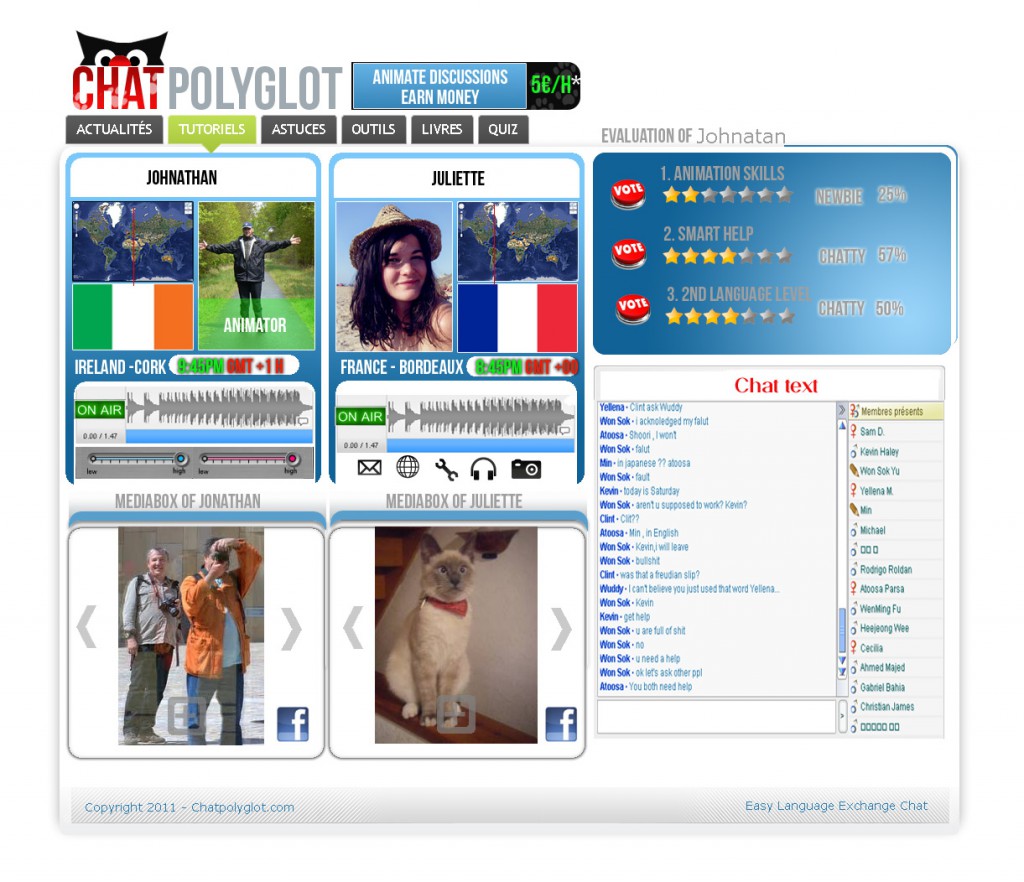 CHATPOLYGLOT
ANIMATE DISCUSSIONS
EARN MONEY
5€/H*
ACTUALITÉS
TUTORIELS
ASTUCES
OUTILS
LIVRES
QUIZ
EVALUATION OF Johnatan
JOHNATHAN
ANIMATOR
IRELAND -CORK 9:45PM GMT +1 H
ON AIR
0.00 / 1.47
low
high
low
high
JULIETTE
FRANCE - BORDEAUX 9:45PM GMT +00
ON AIR
0.00 / 1.47
VOTE
1. ANIMATION SKILLS
NEWBIE 25%
VOTE
2. SMART HELP
CHATTY 57%
VOTE
3. 2ND LANGUAGE LEVEL
CHATTY 50%
MEDIABOX OF JONATHAN
f
MEDIABOX OF JULIETTE
f
Chat text
Yellena - Clint ask Wuddy
Won Sok - i acknoledged my falut
Atoosa - Shoori , I won't
Won Sok - falut
Min - in japanese ?? atoosa
Won Sok - fault
Kevin - today is Saturday
Won Sok - aren't u supposed to work? Kevin?
Clint - Clit??
Atoosa - Min , in English
Won Sok - Kevin,i will leave
Won Sok - bullshit
Clint - was that a freudian slip?
Wuddy - I can't believe you just used that word Yellena...
Won Sok - Kevin
Kevin - get help
Won Sok - u are full of shit
Won Sok - no
Won Sok - u need a help
Won Sok - ok let's ask other ppl
Atoosa - You both need help
Membres présents
Sam D.
Kevin Haley
Won Sok Yu
Yellena M.
Min
Michael
Rodrigo Roldan
Atoosa Parsa
WenMing Fu
Heejeong Wee
Cecilia
Ahmed Majed
Gabriel Bahia
Christian James
Copyright 2011 - Chatpolyglot.com
Easy Language Exchange Chat